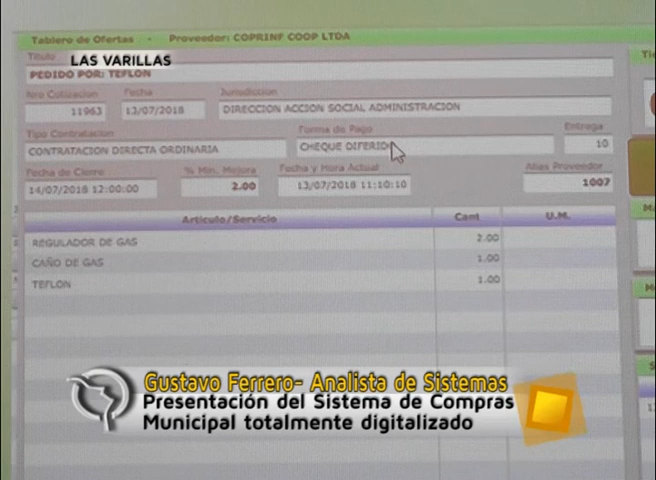 Tablero de Ofertas - Proveedor: COPRINF COOP LTDA
Titulo
LAS VARILLAS
PEDIDO POR: TEFLON
Nro Cotizacion Fecha Jurisdiccion
11963 13/07/2018 DIRECCION ACCION SOCIAL ADMINISTRACION
Tipo Contratacion Forma de Pago Entrega
CONTRATACION DIRECTA ORDINARIA CHEQUE DIFERIDO 10
Fecha de Cierre % Min. Mejora Fecha y Hora Actual Alias Proveedor
14/07/2018 12:00:00 2.00 13/07/2018 11:10:10 1007
Articulo/Servicio Cant U.M.
REGULADOR DE GAS 2.00
CAÑO DE GAS 1.00
TEFLON 1.00
Gustavo Ferrero- Analista de Sistemas
Presentación del Sistema de Compras
Municipal totalmente digitalizado